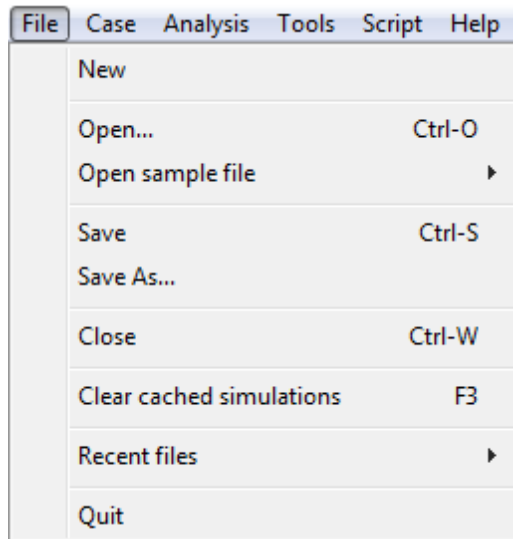 File Case Analysis Tools Script Help
New
Open... Ctrl-O
Open sample file
Save Ctrl-S
Save As...
Close Ctrl-W
Clear cached simulations F3
Recent files
Quit